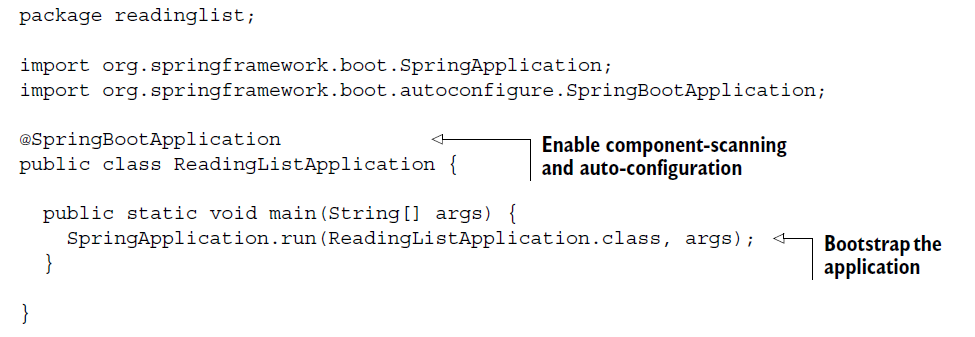 package readinglist;
import org.springframework.boot.SpringApplication;
import org.springframework.boot.autoconfigure.SpringBootApplication;
@SpringBootApplication
Enable component-scanning
and auto-configuration
public class ReadingListApplication {
public static void main(String[] args) {
SpringApplication.run(ReadingListApplication.class, args);
Bootstrap the
application
}
}